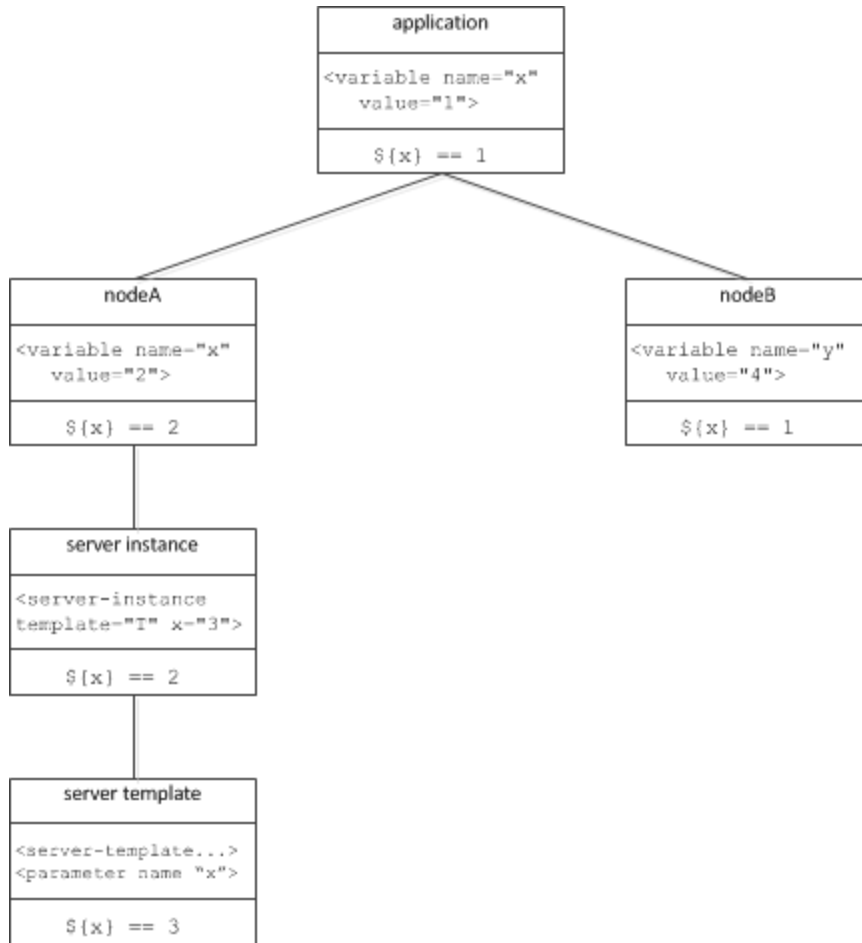 application
<variable name="x"
value="1">
${x} == 1
nodeA
<variable name="x"
value="2">
${x} == 2
nodeB
<variable name="y"
value="4">
${x} == 1
server instance
<server-instance
template="T" x="3">
${x} == 2
server template
<server-template...>
<parameter name “x”>
${x} == 3